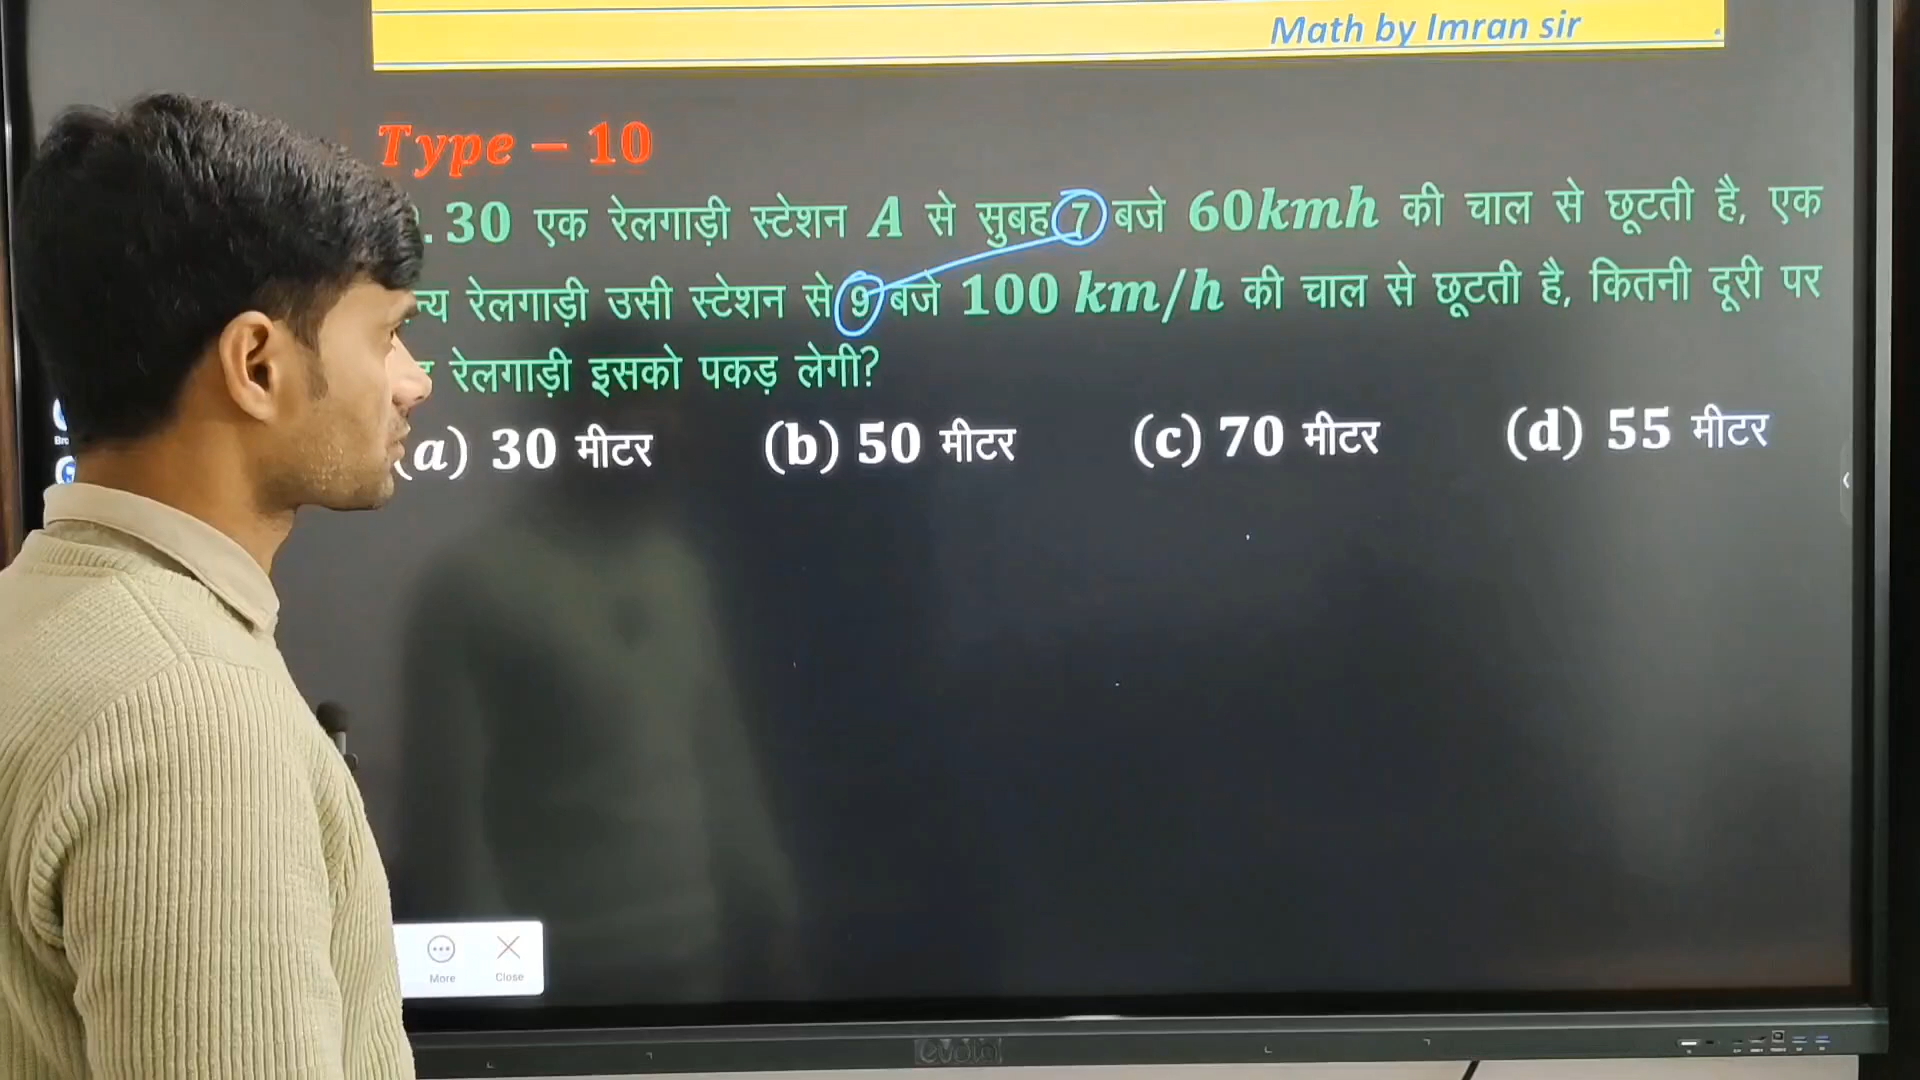 Math by Imran sir
Type - 10
.30 एक रेलगाड़ी स्टेशन A से सुबह 7 बजे 60kmh की चाल से छूटती है, एक
न्य रेलगाड़ी उसी स्टेशन से 9 बजे 100 km/h की चाल से छूटती है, कितनी दूरी पर
रेलगाड़ी इसको पकड़ लेगी?
(a) 30 मीटर (b) 50 मीटर (c) 70 मीटर (d) 55 मीटर
More Close